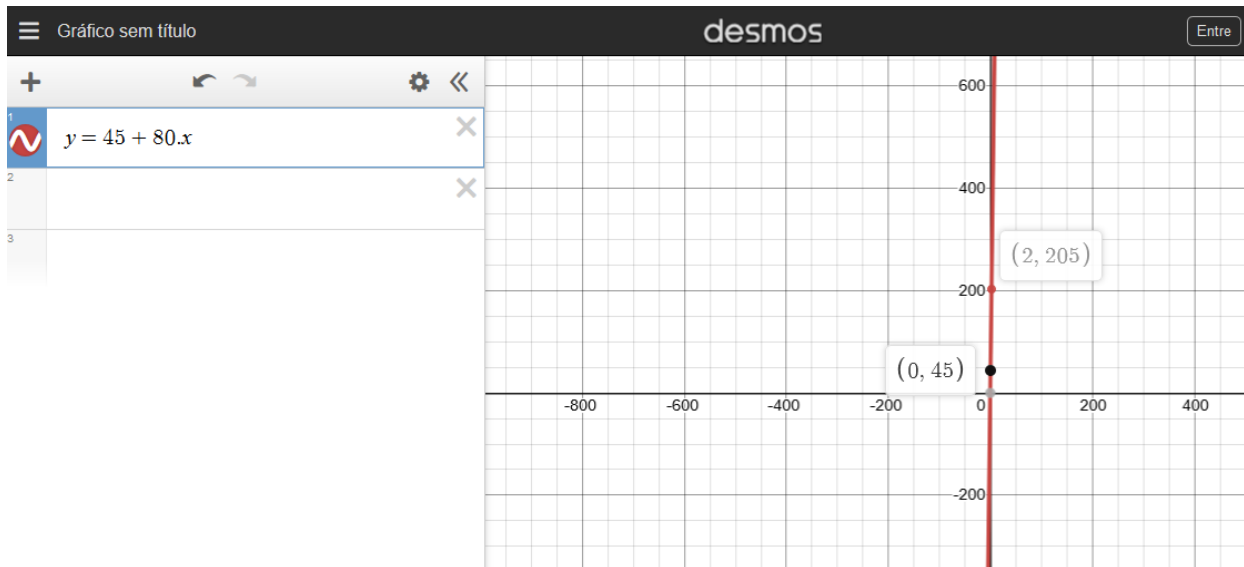 Gráfico sem título
desmos
Entre
1
y = 45 + 80.x
2
3
600
400
(2, 205)
200
(0, 45)
-800 -600 -400 -200 0 200 400
-200